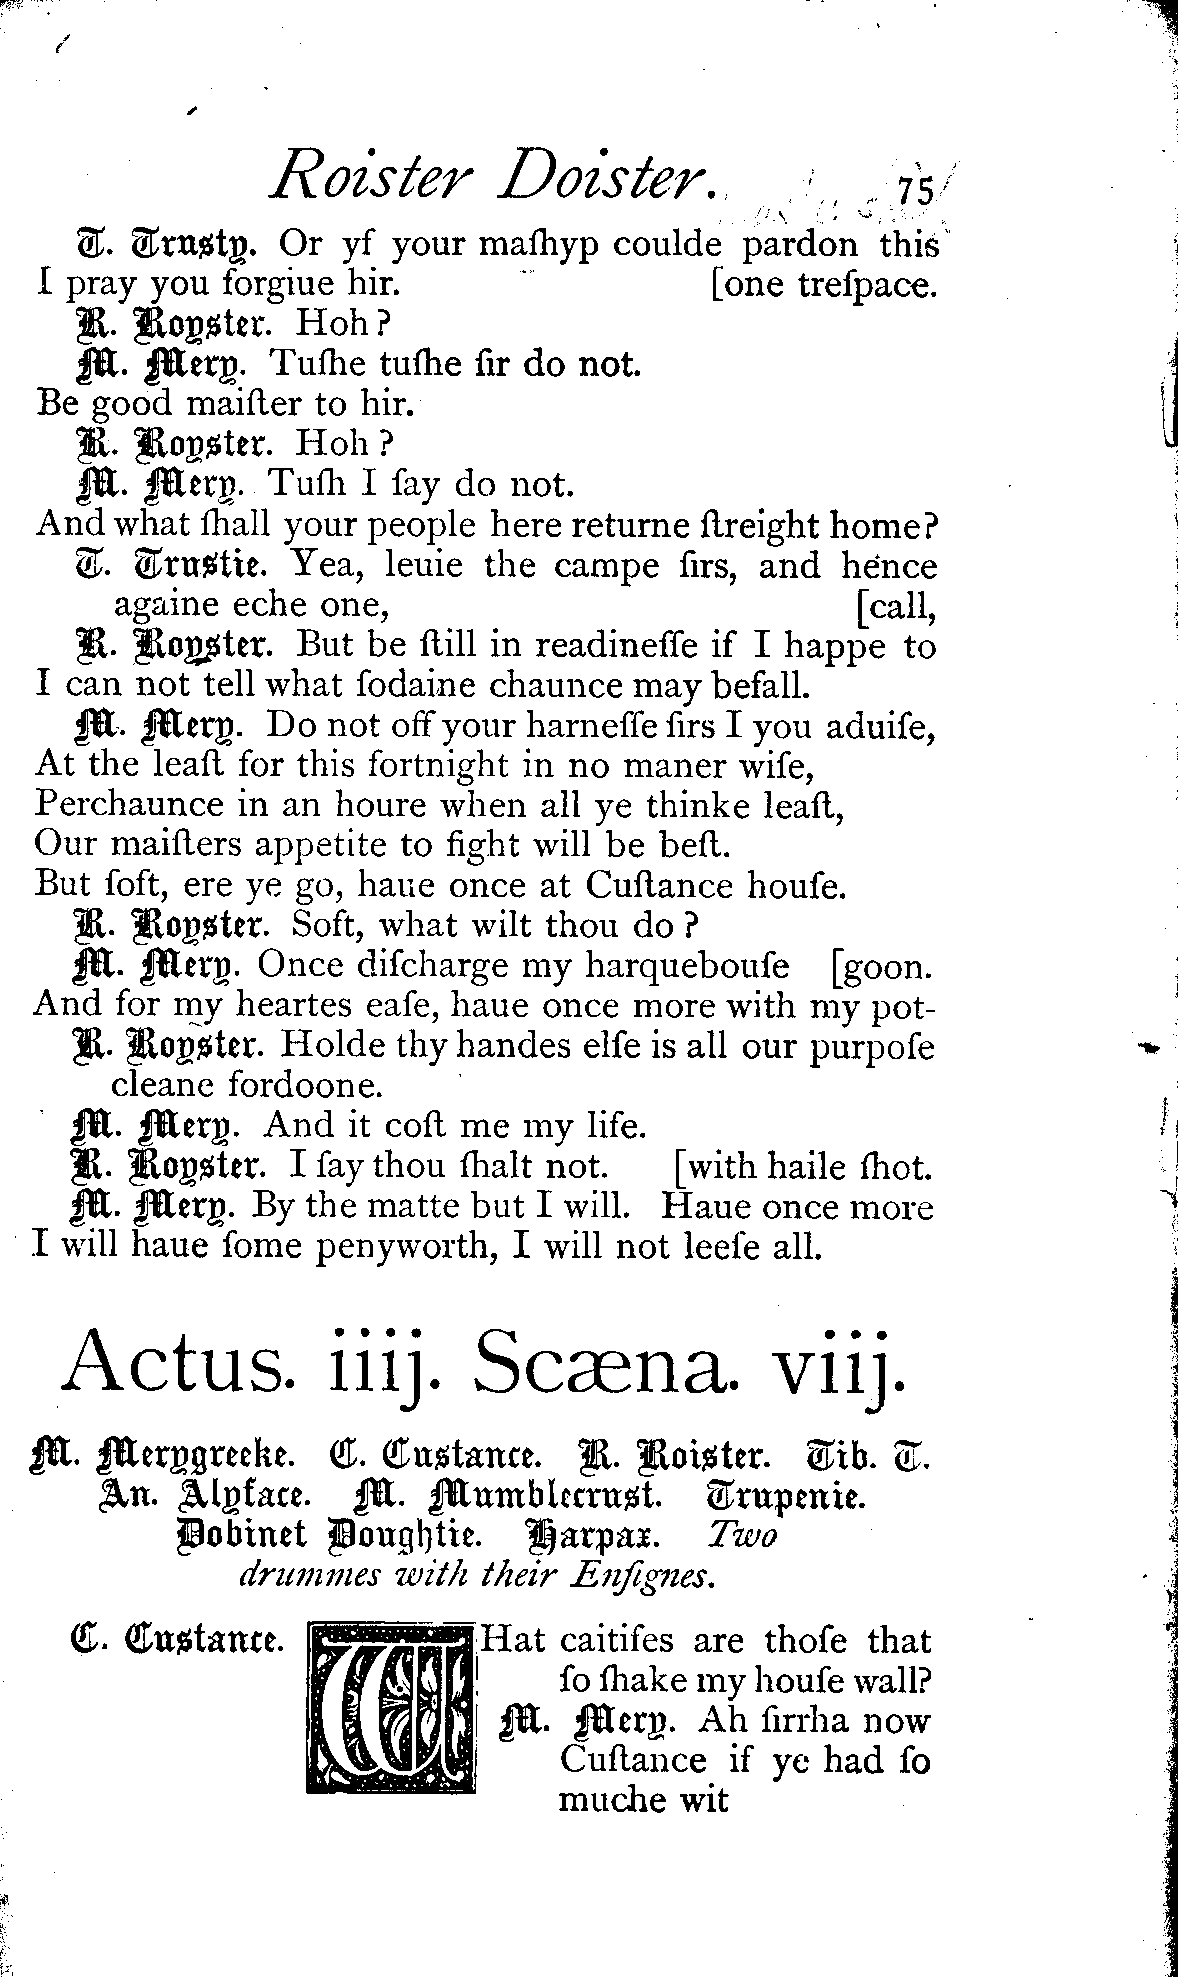 Roister Doister. 75
T. Trusty. Or yf your maſhyp coulde pardon this
I pray you forgiue hir. [one treſpace.
R. Royster. Hoh?
M. Mery. Tuſhe tuſhe ſir do not.
Be good maiſter to hir.
R. Royster. Hoh?
M. Mery. Tuſh I ſay do not.
And what ſhall your people here returne ſtreight home?
T. Trustie. Yea, leuie the campe ſirs, and hence
againe eche one, [call,
R. Royster. But be ſtill in readineſſe if I happe to
I can not tell what ſodaine chaunce may befall.
M. Mery. Do not off your harneſſe ſirs I you aduiſe,
At the leaſt for this fortnight in no maner wiſe,
Perchaunce in an houre when all ye thinke leaſt,
Our maiſters appetite to fight will be beſt.
But ſoft, ere ye go, haue once at Cuſtance houſe.
R. Royster. Soft, what wilt thou do?
M. Mery. Once diſcharge my harquebouſe [goon.
And for my heartes eaſe, haue once more with my pot-
R. Royster. Holde thy handes elſe is all our purpoſe
cleane fordoone.
M. Mery. And it coſt me my life.
R. Royster. I ſay thou ſhalt not. [with haile ſhot.
M. Mery. By the matte but I will. Haue once more
I will haue ſome penyworth, I will not leeſe all.
Actus. iiij. Scæna. viij.
M. Merygreeke. C. Custance. R. Roister. Tib. T.
An. Alyface. M. Mumblecrust. Trupenie.
Dobinet Doughtie. Harpax. Two
drummes with their Enſignes.
C. Custance. WHat caitifes are thoſe that
ſo ſhake my houſe wall?
M. Mery. Ah ſirrha now
Cuſtance if ye had ſo
muche wit